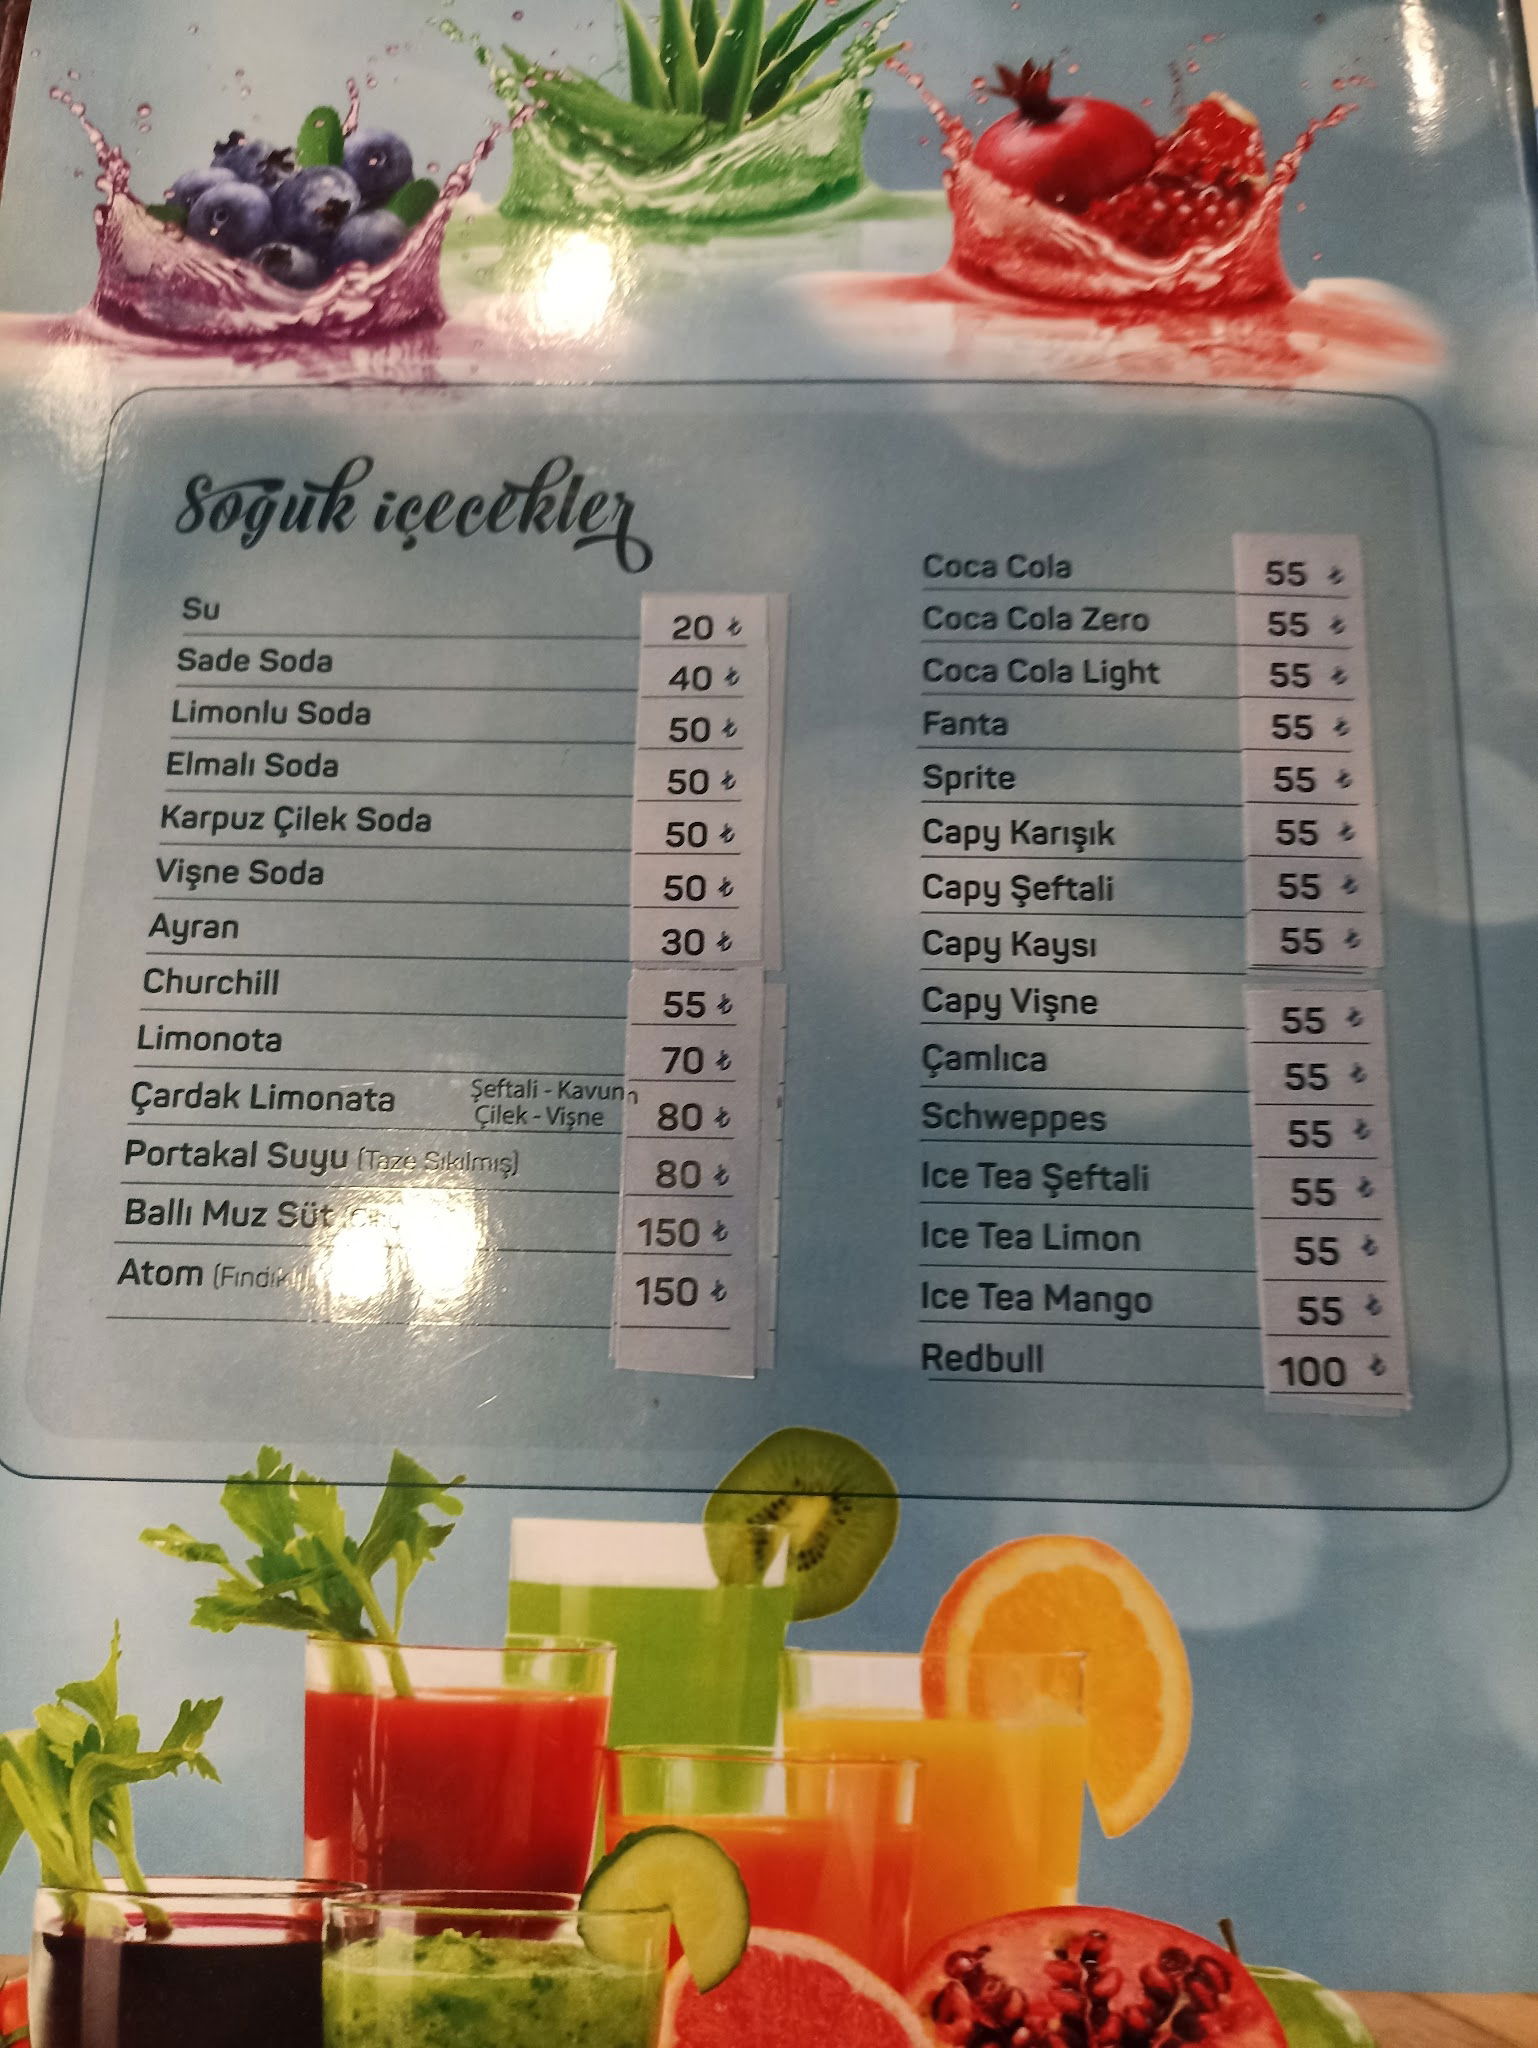 Soğuk içecekler
Su 20 ₺
Sade Soda 40 ₺
Limonlu Soda 50 ₺
Elmalı Soda 50 ₺
Karpuz Çilek Soda 50 ₺
Vişne Soda 50 ₺
Ayran 30 ₺
Churchill 55 ₺
Limonota 70 ₺
Çardak Limonata Şeftali - Kavun 80 ₺
Çilek - Vişne
Portakal Suyu (Taze Sıkılmış) 80 ₺
Ballı Muz Süt 150 ₺
Atom (Fındıklı) 150 ₺
Coca Cola 55 ₺
Coca Cola Zero 55 ₺
Coca Cola Light 55 ₺
Fanta 55 ₺
Sprite 55 ₺
Capy Karışık 55 ₺
Capy Şeftali 55 ₺
Capy Kaysı 55 ₺
Capy Vişne 55 ₺
Çamlıca 55 ₺
Schweppes 55 ₺
Ice Tea Şeftali 55 ₺
Ice Tea Limon 55 ₺
Ice Tea Mango 55 ₺
Redbull 100 ₺